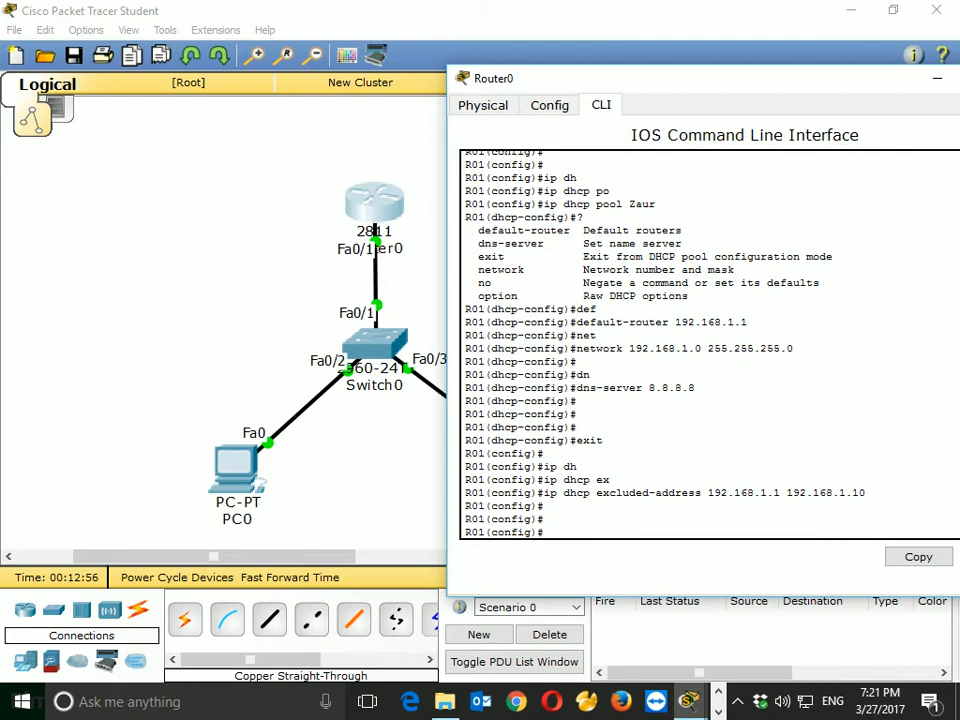 Cisco Packet Tracer Student
File Edit Options View Tools Extensions Help
Logical
[Root]
New Cluster
2811
Fa0/1
Fa0/1
Fa0/2
Fa0/3
Switch0
Fa0
PC-PT
PC0
Router0
Physical Config CLI
IOS Command Line Interface
R01(config)#
R01(config)#
R01(config)#ip dh
R01(config)#ip dhcp po
R01(config)#ip dhcp pool Zaur
R01(dhcp-config)#?
default-router Default routers
dns-server Set name server
exit Exit from DHCP pool configuration mode
network Network number and mask
no Negate a command or set its defaults
option Raw DHCP options
R01(dhcp-config)#def
R01(dhcp-config)#default-router 192.168.1.1
R01(dhcp-config)#net
R01(dhcp-config)#network 192.168.1.0 255.255.255.0
R01(dhcp-config)#
R01(dhcp-config)#dn
R01(dhcp-config)#dns-server 8.8.8.8
R01(dhcp-config)#
R01(dhcp-config)#
R01(dhcp-config)#
R01(dhcp-config)#exit
R01(config)#
R01(config)#ip dh
R01(config)#ip dhcp ex
R01(config)#ip dhcp excluded-address 192.168.1.1 192.168.1.10
R01(config)#
R01(config)#
R01(config)#
Copy
Time: 00:12:56 Power Cycle Devices Fast Forward Time
Connections
Copper Straight-Through
Scenario 0
New Delete
Toggle PDU List Window
Fire Last Status Source Destination Type Color
Ask me anything
ENG
7:21 PM
3/27/2017
1